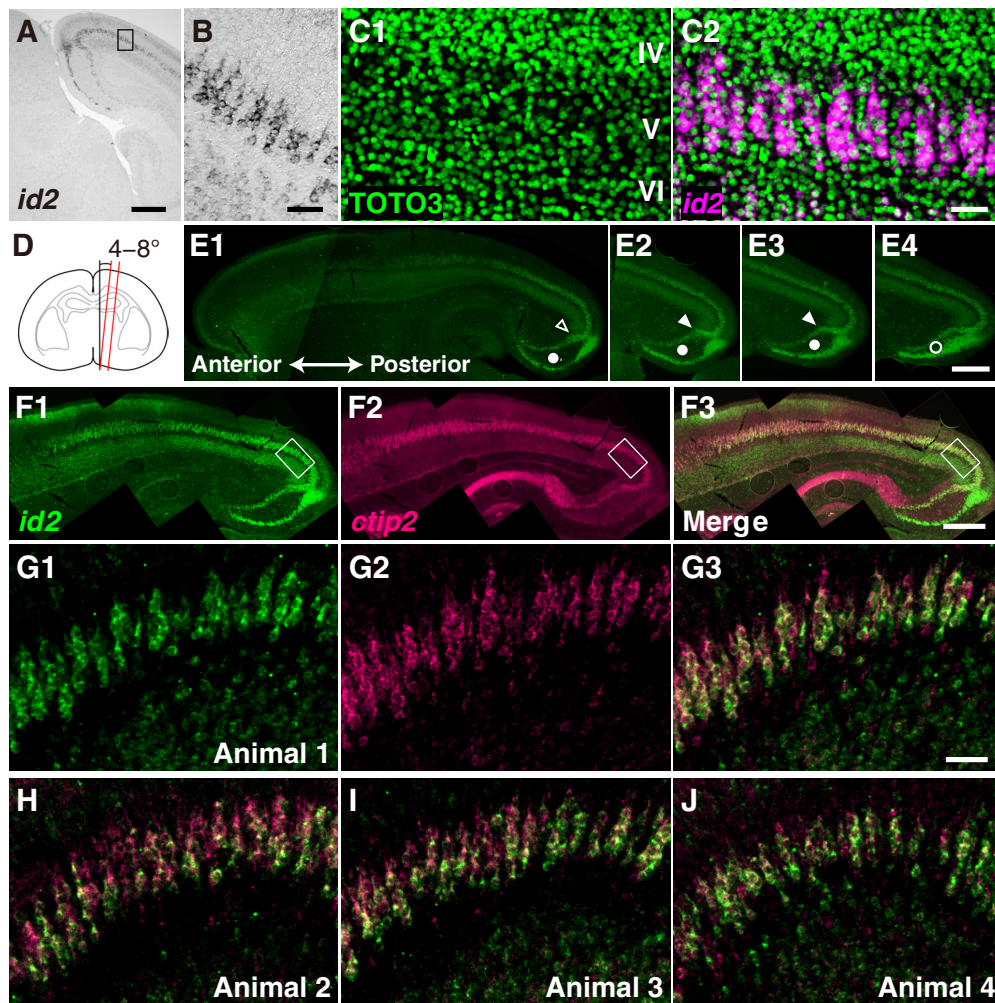 A
id2
B
C1
TOTO3
IV
V
VI
C2
id2
D
4–8°
E1
Anterior
Posterior
E2
E3
E4
F1
id2
F2
ctip2
F3
Merge
G1
Animal 1
G2
G3
H
Animal 2
I
Animal 3
J
Animal 4